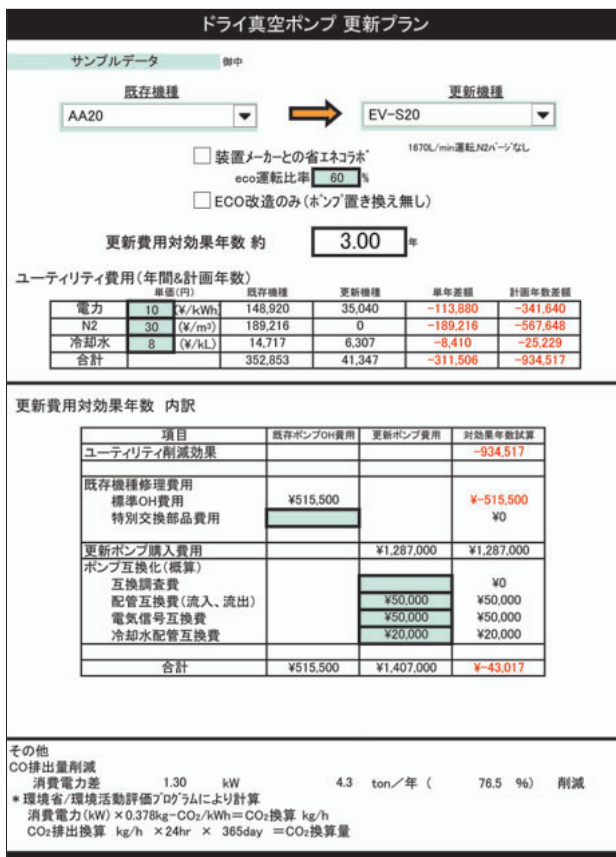 ドライ真空ポンプ 更新プラン
サンプルデータ 御中
既存機種 更新機種
AA20 EV-S20
1670L/min運転,N2パージなし
装置メーカーとの省エネコラボ
eco運転比率 60 %
ECO改造のみ(ポンプ置き換え無し)
更新費用対効果年数 約 3.00 年
ユーティリティ費用(年間&計画年数)
単価(円) 既存機種 更新機種 単年差額 計画年数差額
電力 10 (¥/kWh) 148,920 35,040 -113,880 -341,640
N2 30 (¥/m³) 189,216 0 -189,216 -567,648
冷却水 8 (¥/kL) 14,717 6,307 -8,410 -25,229
合計 352,853 41,347 -311,506 -934,517
更新費用対効果年数 内訳
項目 既存ポンプOH費用 更新ポンプ費用 対効果年数試算
ユーティリティ削減効果 -934,517
既存機種修理費用
標準OH費用 ¥515,500 ¥-515,500
特別交換部品費用 ¥0
更新ポンプ購入費用 ¥1,287,000 ¥1,287,000
ポンプ互換化(概算)
互換調査費 ¥0
配管互換費(流入、流出) ¥50,000 ¥50,000
電気信号互換費 ¥50,000 ¥50,000
冷却水配管互換費 ¥20,000 ¥20,000
合計 ¥515,500 ¥1,407,000 ¥-43,017
その他
CO排出量削減
消費電力差 1.30 kW 4.3 ton/年 ( 76.5 %) 削減
*環境省/環境活動評価プログラムにより計算
消費電力(kW)×0.378kg-CO₂/kWh=CO₂換算 kg/h
CO₂排出換算 kg/h ×24hr × 365day =CO₂換算量